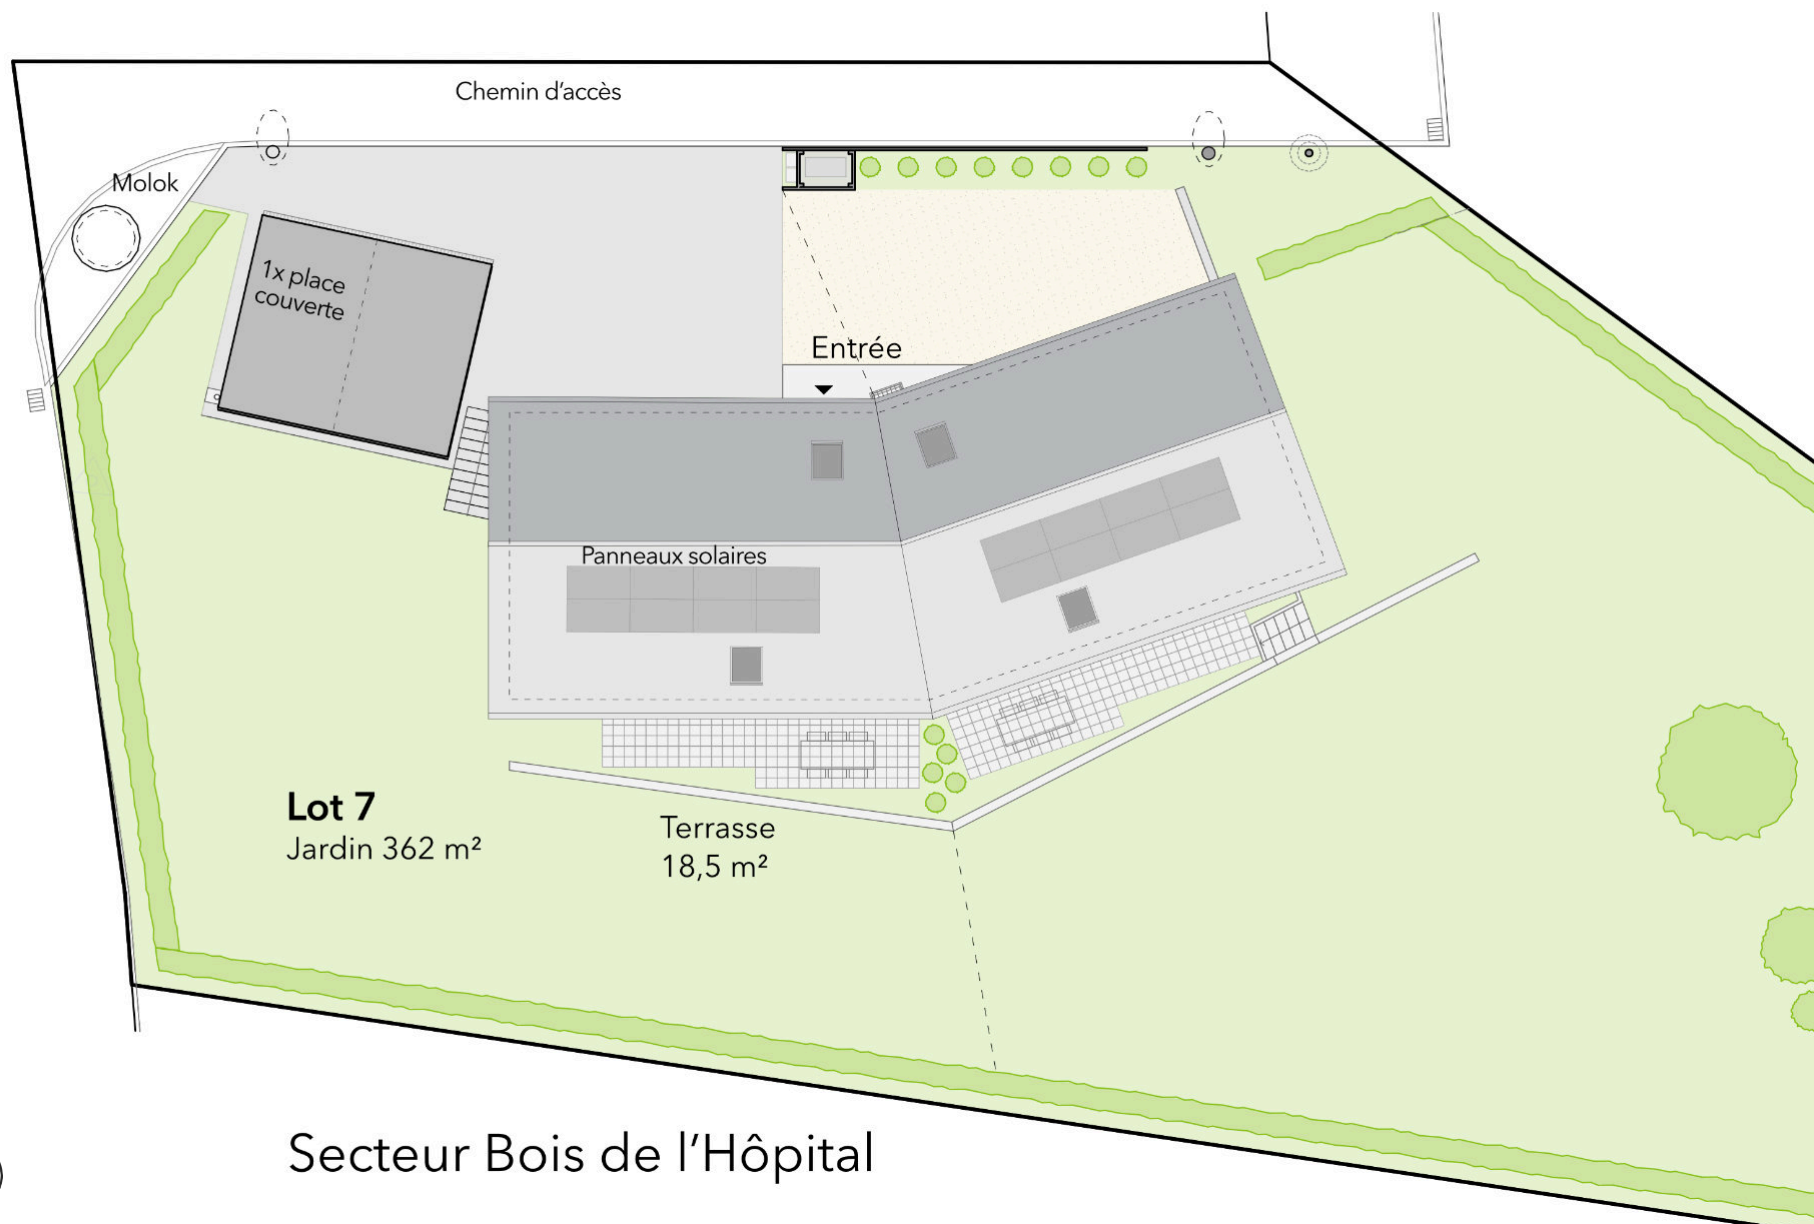 Chemin d'accès
Molok
1x place
couverte
Entrée
Panneaux solaires
Lot 7
Jardin 362 m²
Terrasse
18,5 m²
Secteur Bois de l'Hôpital